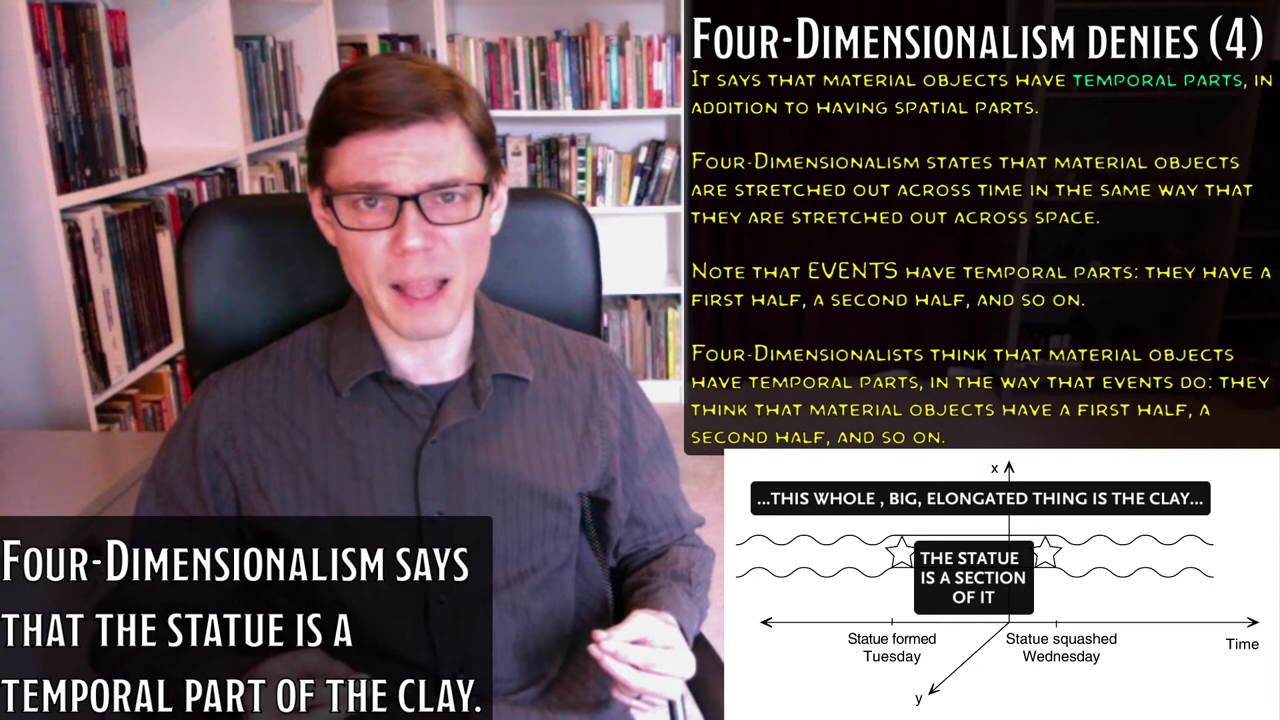 Four-Dimensionalism denies (4)
It says that material objects have temporal parts, in
addition to having spatial parts.
Four-Dimensionalism states that material objects
are stretched out across time in the same way that
they are stretched out across space.
Note that EVENTS have temporal parts: they have a
first half, a second half, and so on.
Four-Dimensionalists think that material objects
have temporal parts, in the way that events do: they
think that material objects have a first half, a
second half, and so on.
x
...THIS WHOLE , BIG, ELONGATED THING IS THE CLAY...
THE STATUE
IS A SECTION
OF IT
Statue formed
Tuesday
Statue squashed
Wednesday
Time
y
Four-Dimensionalism says
that the statue is a
temporal part of the clay.